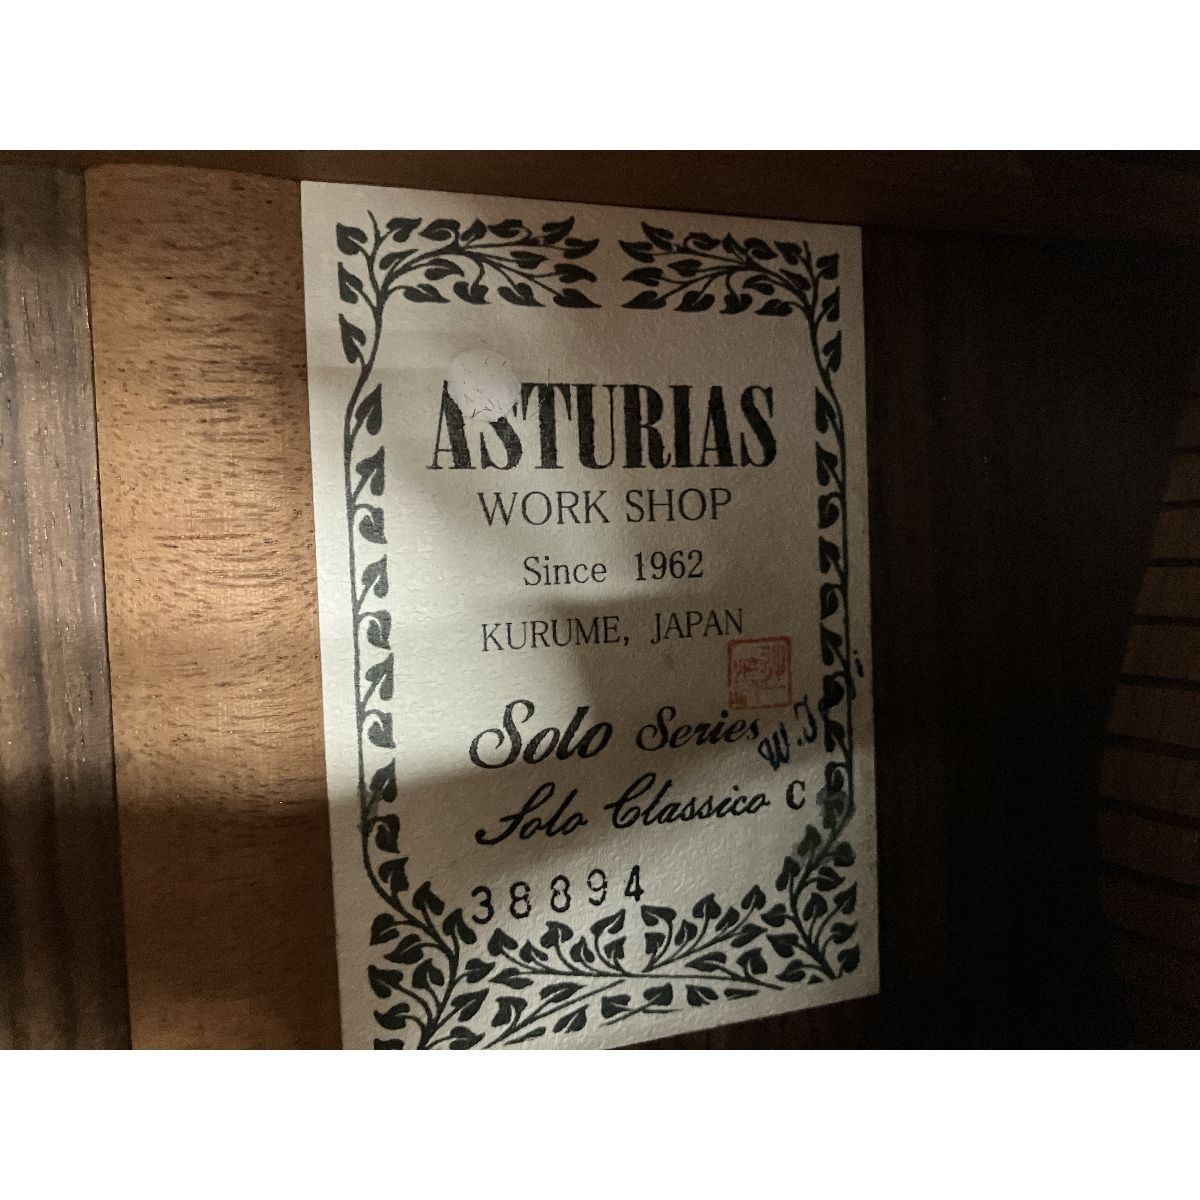 ASTURIAS
WORK SHOP
Since 1962
KURUME, JAPAN
Solo Series
W.J
Solo Classico C
38894